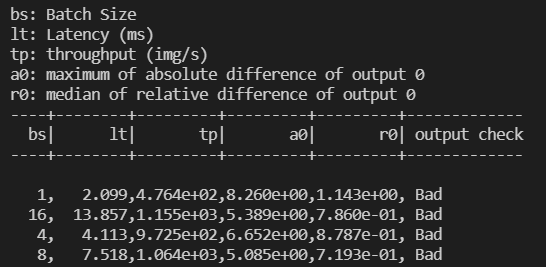 bs: Batch Size
lt: Latency (ms)
tp: throughput (img/s)
a0: maximum of absolute difference of output 0
r0: median of relative difference of output 0
----+--------+---------+---------+---------+-------------
  bs|      lt|       tp|       a0|       r0| output check
----+--------+---------+---------+---------+-------------
   1,   2.099,4.764e+02,8.260e+00,1.143e+00, Bad
  16,  13.857,1.155e+03,5.389e+00,7.860e-01, Bad
   4,   4.113,9.725e+02,6.652e+00,8.787e-01, Bad
   8,   7.518,1.064e+03,5.085e+00,7.193e-01, Bad